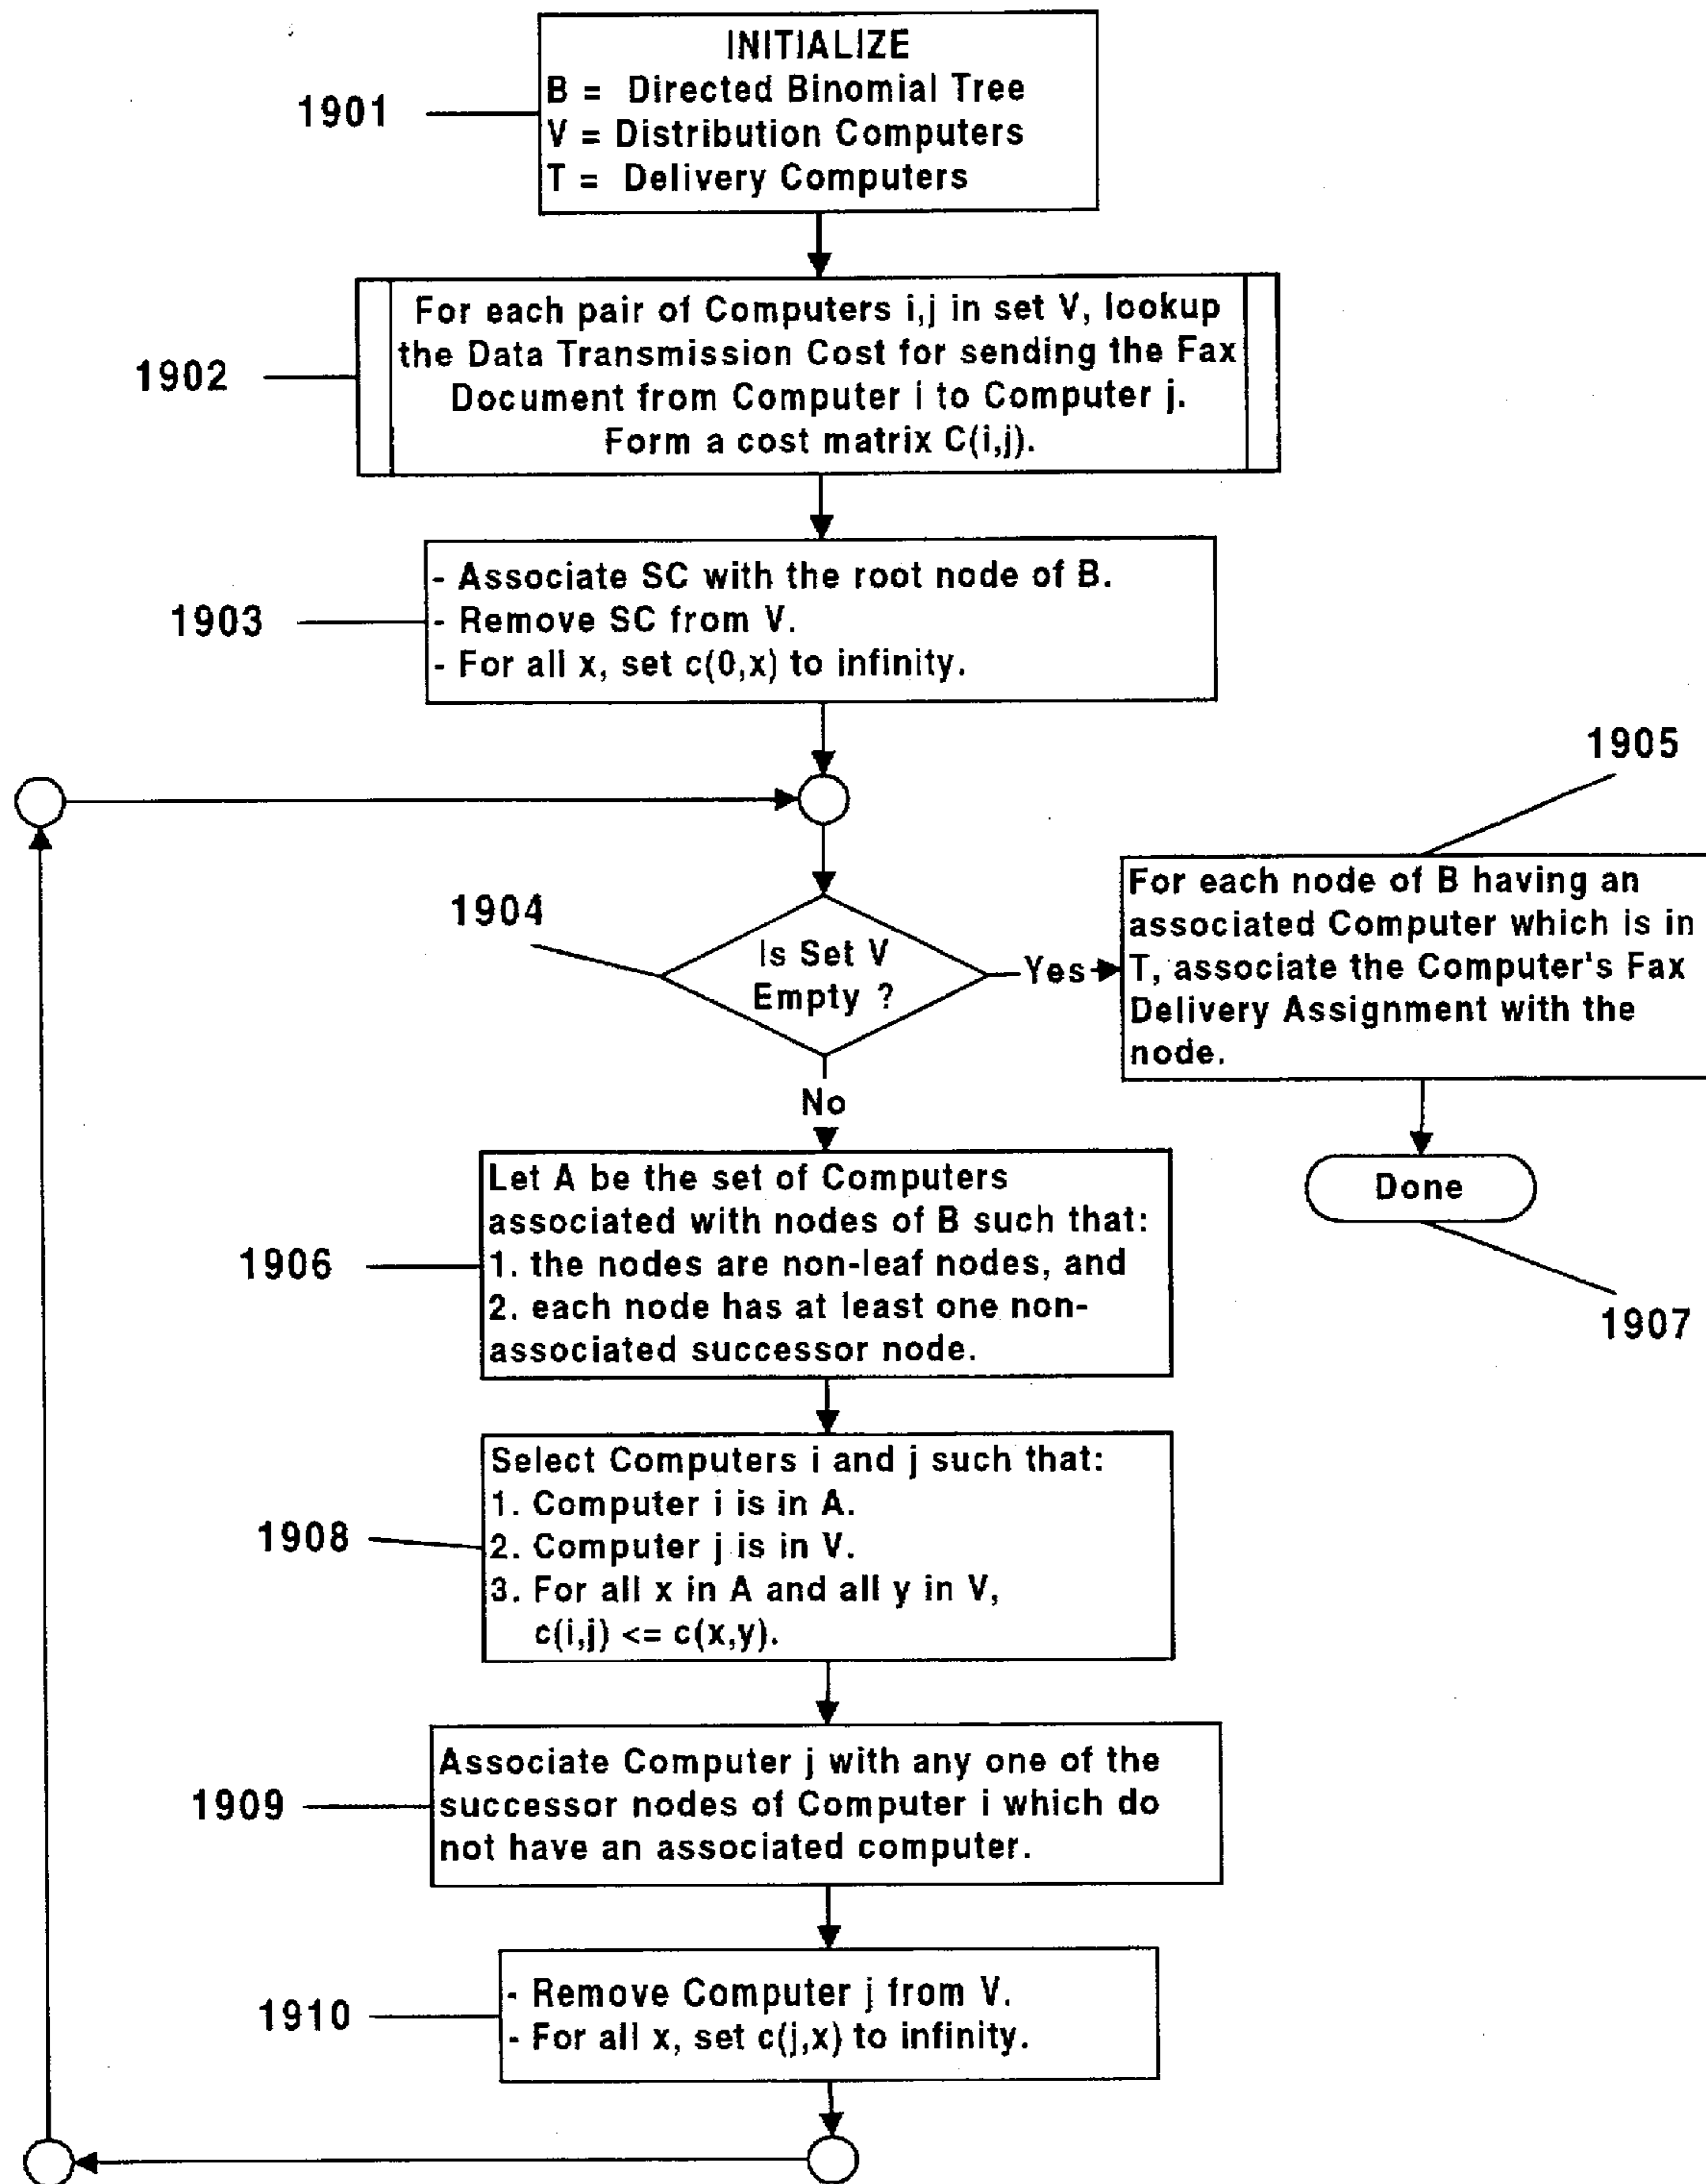 INITIALIZE
B = Directed Binomial Tree
V = Distribution Computers
T = Delivery Computers
1901
For each pair of Computers i,j in set V, lookup
the Data Transmission Cost for sending the Fax
Document from Computer i to Computer j.
Form a cost matrix C(i,j).
1902
- Associate SC with the root node of B.
- Remove SC from V.
- For all x, set c(0,x) to infinity.
1903
1904
Is Set V
Empty ?
Yes
No
1905
For each node of B having an
associated Computer which is in
T, associate the Computer's Fax
Delivery Assignment with the
node.
Done
1907
Let A be the set of Computers
associated with nodes of B such that:
1. the nodes are non-leaf nodes, and
2. each node has at least one non-
associated successor node.
1906
Select Computers i and j such that:
1. Computer i is in A.
2. Computer j is in V.
3. For all x in A and all y in V,
c(i,j) <= c(x,y).
1908
Associate Computer j with any one of the
successor nodes of Computer i which do
not have an associated computer.
1909
- Remove Computer j from V.
- For all x, set c(j,x) to infinity.
1910